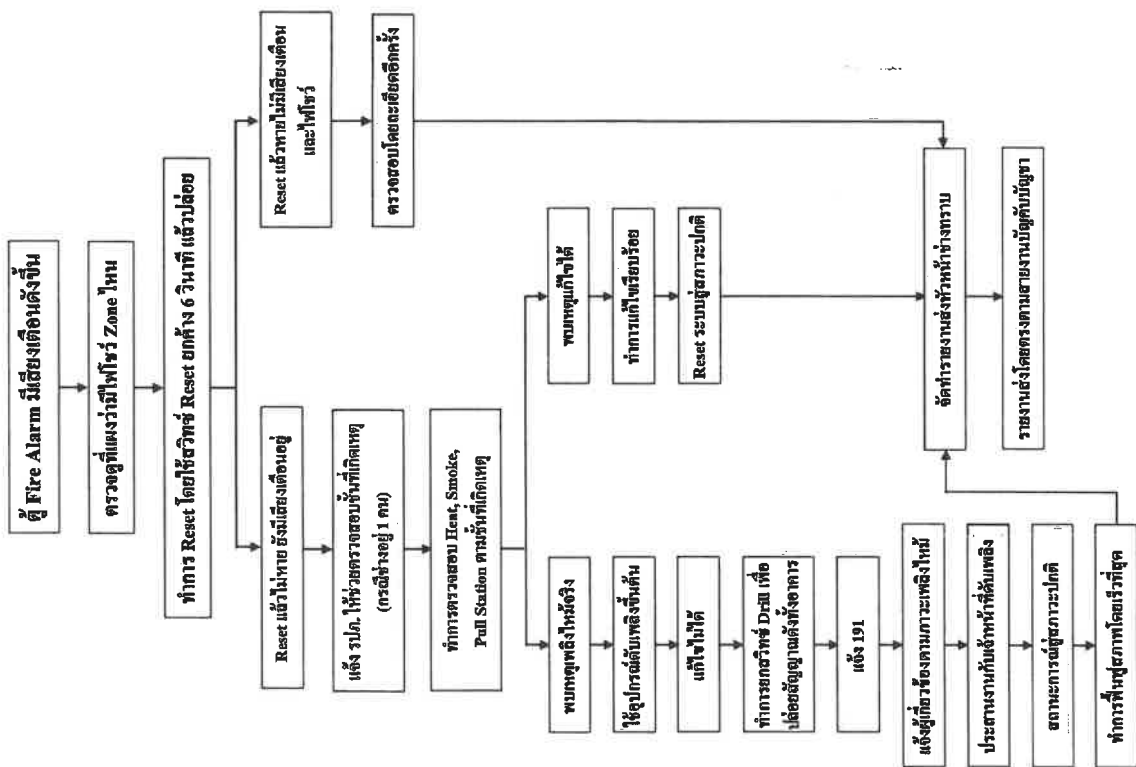 ตู้ Fire Alarm มีเสียงเตือนดังขึ้น
ตรวจดูที่แผงว่ามีไฟโชว์ Zone ไหน
ทำการ Reset โดยใช้สวิทซ์ Reset ยกค้าง 6 วินาที แล้วปล่อย
Reset แล้วไม่หาย ยังมีเสียงเตือนอยู่
แจ้ง รปภ. ให้ช่วยตรวจสอบชั้นที่เกิดเหตุ
(กรณีช่างอยู่ 1 คน)
ทำการตรวจสอบ Heat, Smoke,
Pull Station ตามชั้นที่เกิดเหตุ
พบเหตุเพลิงไหม้จริง
ใช้อุปกรณ์ดับเพลิงขั้นต้น
แก้ไขไม่ได้
ทำการยกสวิทซ์ Drill เพื่อ
ปล่อยสัญญาณดังทั้งอาคาร
แจ้ง 191
แจ้งผู้เกี่ยวข้องตามภาวะเพลิงไหม้
ประสานงานกับเจ้าหน้าที่ดับเพลิง
สถานะการณ์สู่สภาวะปกติ
ทำการฟื้นฟูสภาพโดยเร็วที่สุด
พบเหตุแก้ไขได้
ทำการแก้ไขเรียบร้อย
Reset ระบบสู่สภาวะปกติ
Reset แล้วหายไม่มีเสียงเตือน
และไฟโชว์
ตรวจสอบโดยละเอียดอีกครั้ง
จัดทำรายงานส่งหัวหน้าช่างทราบ
รายงานส่งโดยตรงตามสายงานบังคับบัญชา